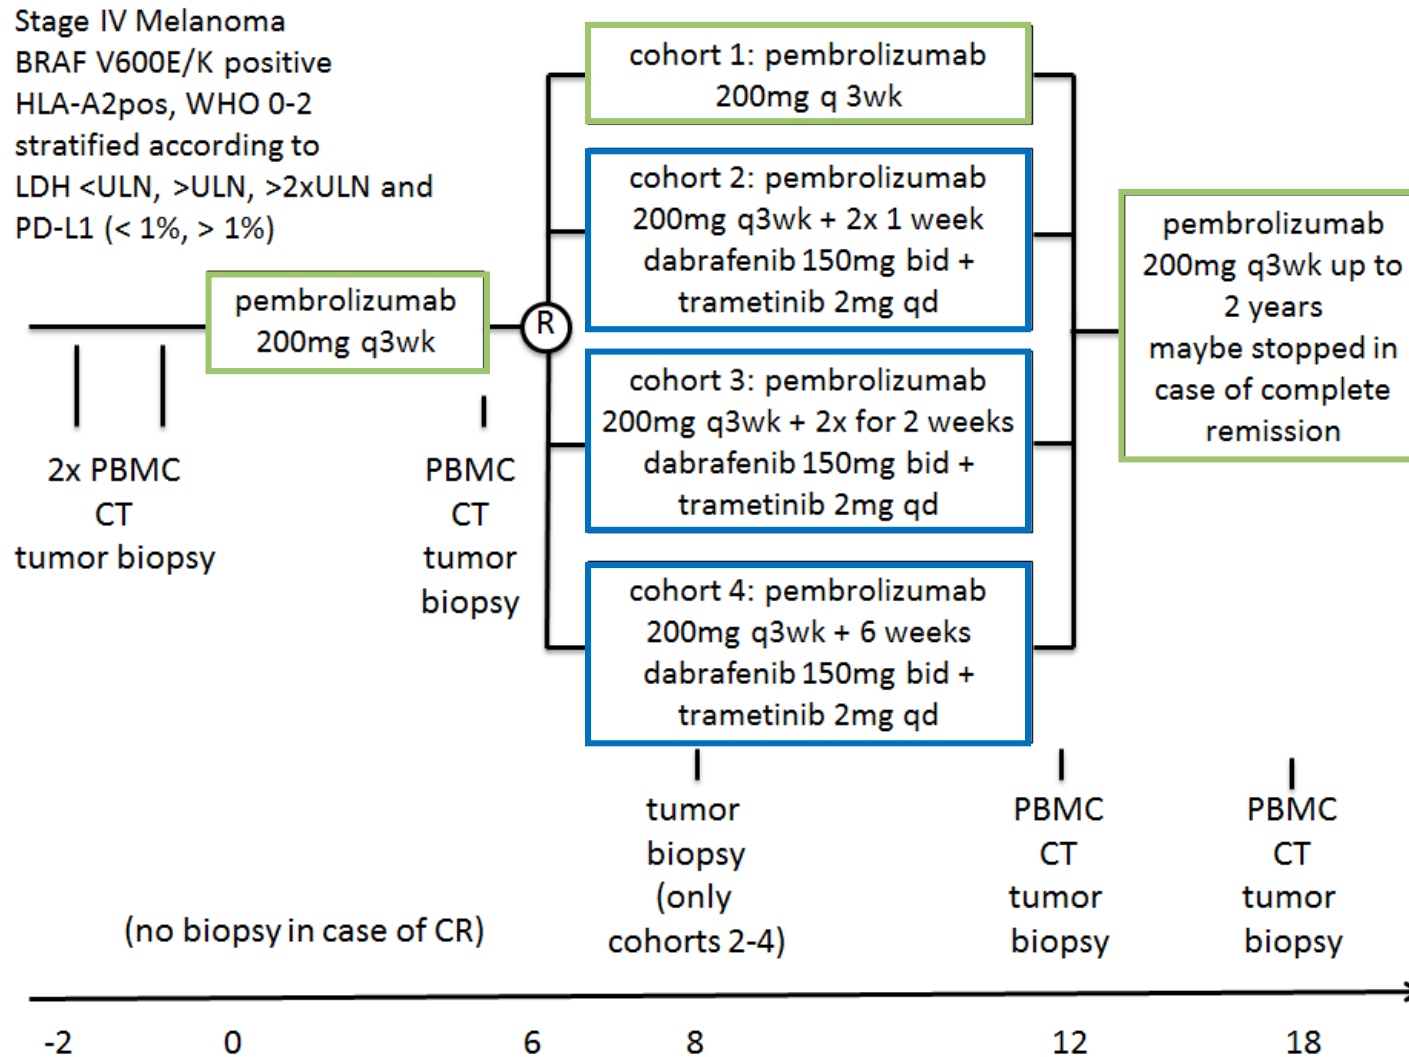 Stage IV Melanoma
BRAF V600E/K positive
HLA-A2pos, WHO 0-2
stratified according to
LDH <ULN, >ULN, >2xULN and
PD-L1 (< 1%, > 1%)
pembrolizumab
200mg q3wk
R
cohort 1: pembrolizumab
200mg q 3wk
cohort 2: pembrolizumab
200mg q3wk + 2x 1 week
dabrafenib 150mg bid +
trametinib 2mg qd
cohort 3: pembrolizumab
200mg q3wk + 2x for 2 weeks
dabrafenib 150mg bid +
trametinib 2mg qd
cohort 4: pembrolizumab
200mg q3wk + 6 weeks
dabrafenib 150mg bid +
trametinib 2mg qd
pembrolizumab
200mg q3wk up to
2 years
maybe stopped in
case of complete
remission
2x PBMC
CT
tumor biopsy
PBMC
CT
tumor
biopsy
tumor
biopsy
(only
cohorts 2-4)
PBMC
CT
tumor
biopsy
PBMC
CT
tumor
biopsy
(no biopsy in case of CR)
-2 0 6 8 12 18